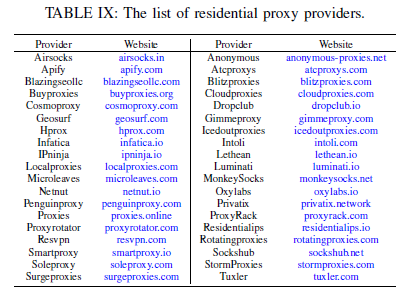 TABLE IX: The list of residential proxy providers.
Provider Website Provider Website
Airsocks airsocks.in Anonymous anonymous-proxies.net
Apify apify.com Atcproxys atcproxys.com
Blazingseollc blazingseollc.com Blitzproxies blitzproxies.com
Buyproxies buyproxies.org Cloudproxies cloudproxies.com
Cosmoproxy cosmoproxy.com Dropclub dropclub.io
Geosurf geosurf.com Gimmeproxy gimmeproxy.com
Hprox hprox.com Icedoutproxies icedoutproxies.com
Infatica infatica.io Intoli intoli.com
IPninja ipninja.io Lethean lethean.io
Localproxies localproxies.com Luminati luminati.io
Microleaves microleaves.com MonkeySocks monkeysocks.net
Netnut netnut.io Oxylabs oxylabs.io
Penguinproxy penguinproxy.com Privatix privatix.network
Proxies proxies.online ProxyRack proxyrack.com
Proxyrotator proxyrotator.com Residentialips residentialips.io
Resvpn resvpn.com Rotatingproxies rotatingproxies.com
Smartproxy smartproxy.io Sockshub sockshub.net
Soleproxy soleproxy.com StormProxies stormproxies.com
Surgeproxies surgeproxies.com Tuxler tuxler.com